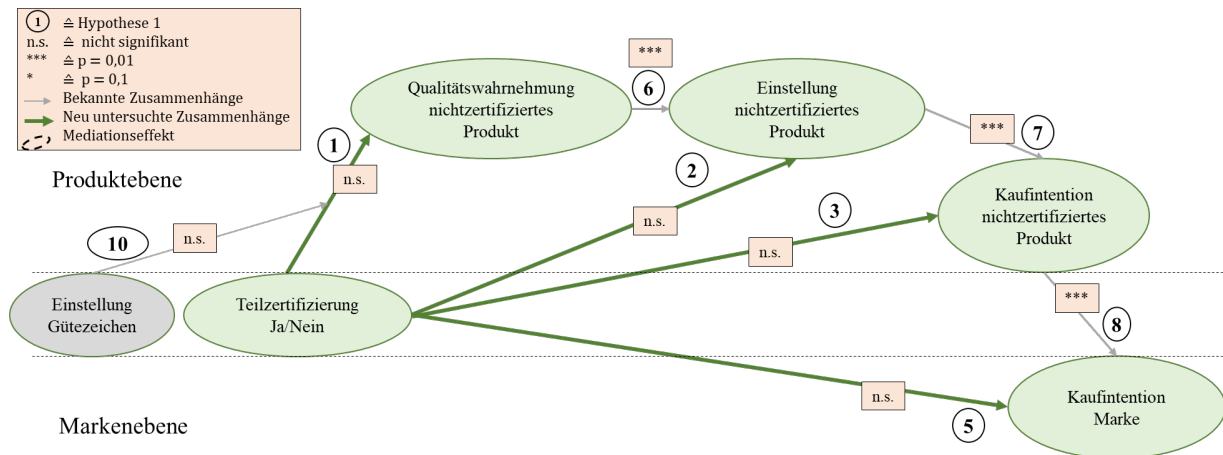 1 ≙ Hypothese 1
n.s. ≙ nicht signifikant
*** ≙ p = 0,01
* ≙ p = 0,1
Bekannte Zusammenhänge
Neu untersuchte Zusammenhänge
Mediationseffekt
Qualitätswahrnehmung
nichtzertifiziertes
Produkt
***
6
Einstellung
nichtzertifiziertes
Produkt
***
7
1
n.s.
Produktebene
2
n.s.
3
n.s.
Kaufintention
nichtzertifiziertes
Produkt
10
n.s.
Einstellung
Gütezeichen
Teilzertifizierung
Ja/Nein
***
8
n.s.
5
Kaufintention
Marke
Markenebene